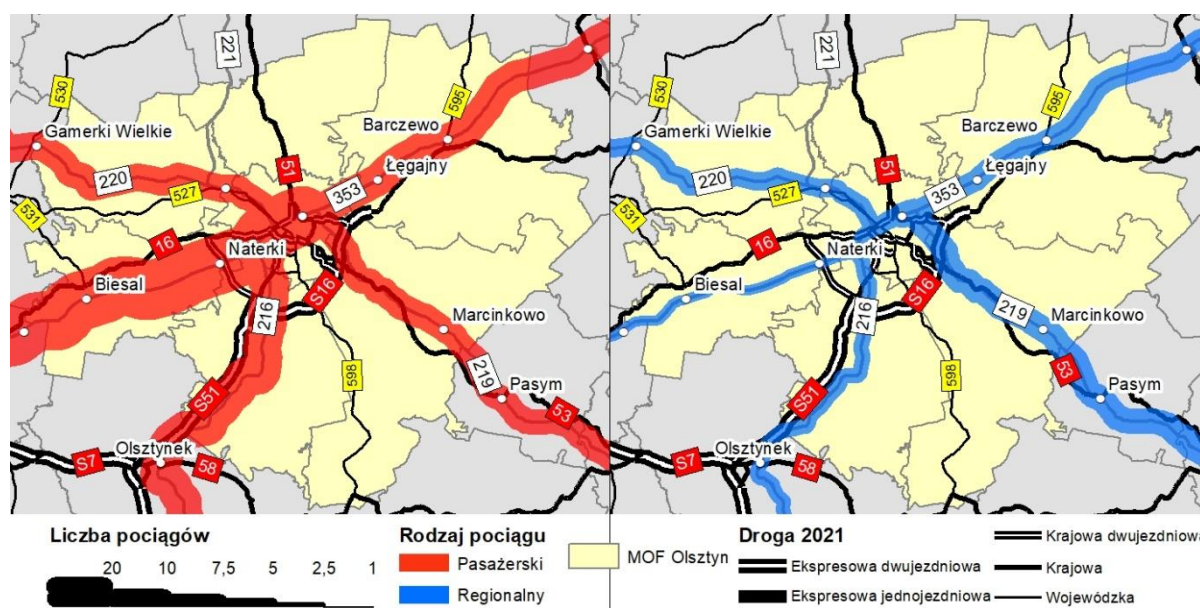 221
530
595
Gamerki Wielkie
Barczewo
51
Łęgajny
220
527
353
531
16
Naterki
Biesal
S16
216
Marcinkowo
598
219
Pasym
S51
53
Olsztynek
S7
58
221
530
595
Gamerki Wielkie
Barczewo
51
Łęgajny
220
527
353
531
16
Naterki
Biesal
S16
216
219
Marcinkowo
598
53
Pasym
S51
Olsztynek
S7
58
Liczba pociągów
20 10 7,5 5 2,5 1
Rodzaj pociągu
Pasażerski
Regionalny
MOF Olsztyn
Droga 2021
Ekspresowa dwujezdniowa
Ekspresowa jednojezdniowa
Krajowa dwujezdniowa
Krajowa
Wojewódzka